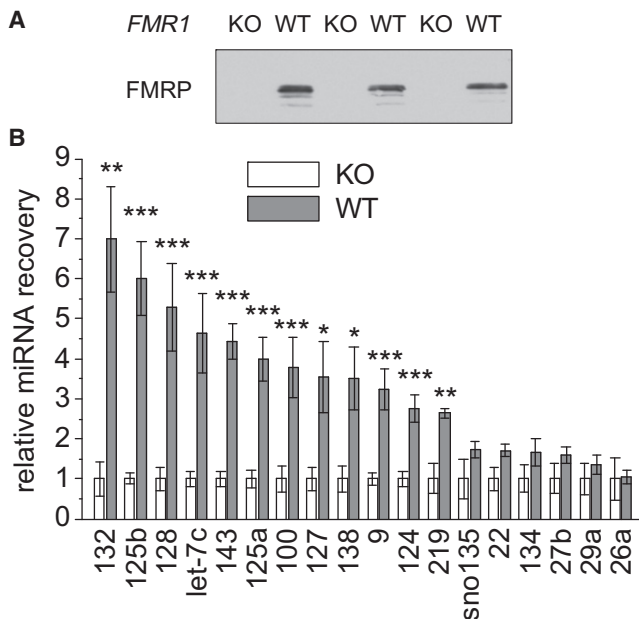 A
FMR1 KO WT KO WT KO WT
FMRP
B
relative miRNA recovery
9
8
7
6
5
4
3
2
1
0
KO
WT
**
***
***
***
***
***
***
*
*
***
***
**
132
125b
128
let-7c
143
125a
100
127
138
9
124
219
sno135
22
134
27b
29a
26a